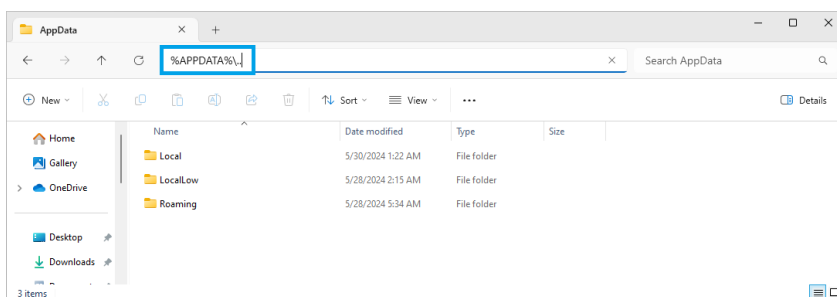 AppData
%APPDATA%\..
Search AppData
New Sort View ... Details
Name Date modified Type Size
Home
Gallery
OneDrive
Desktop
Downloads
Local 5/30/2024 1:22 AM File folder
LocalLow 5/28/2024 2:15 AM File folder
Roaming 5/28/2024 5:34 AM File folder
3 items